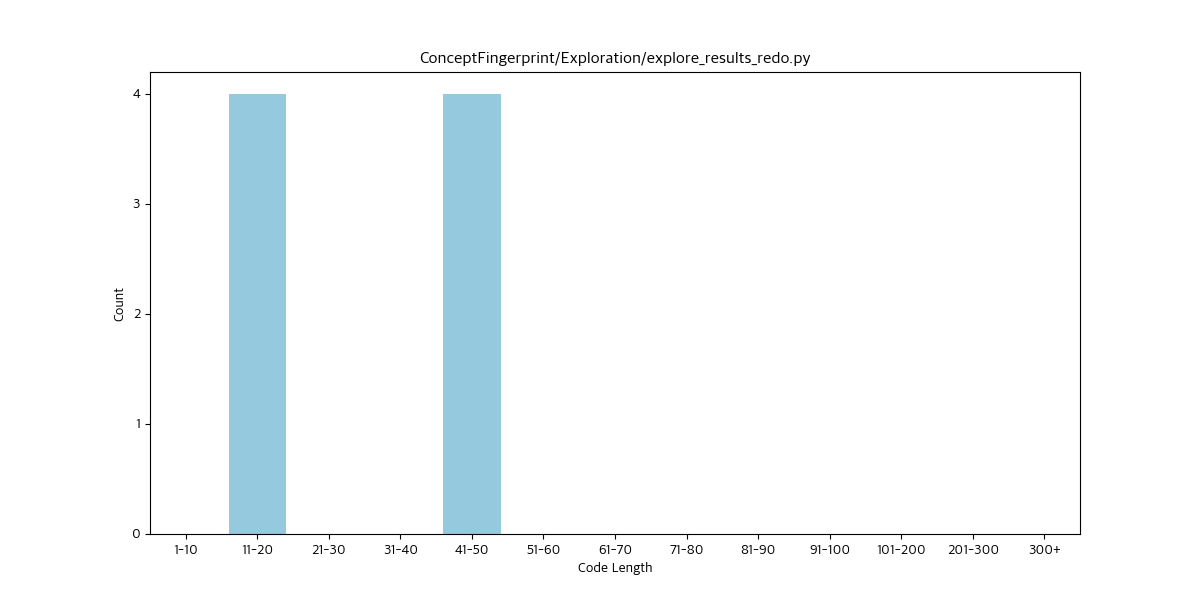 ConceptFingerprint/Exploration/explore_results_redo.py
4
3
2
1
0
Count
1-10 11-20 21-30 31-40 41-50 51-60 61-70 71-80 81-90 91-100 101-200 201-300 300+
Code Length